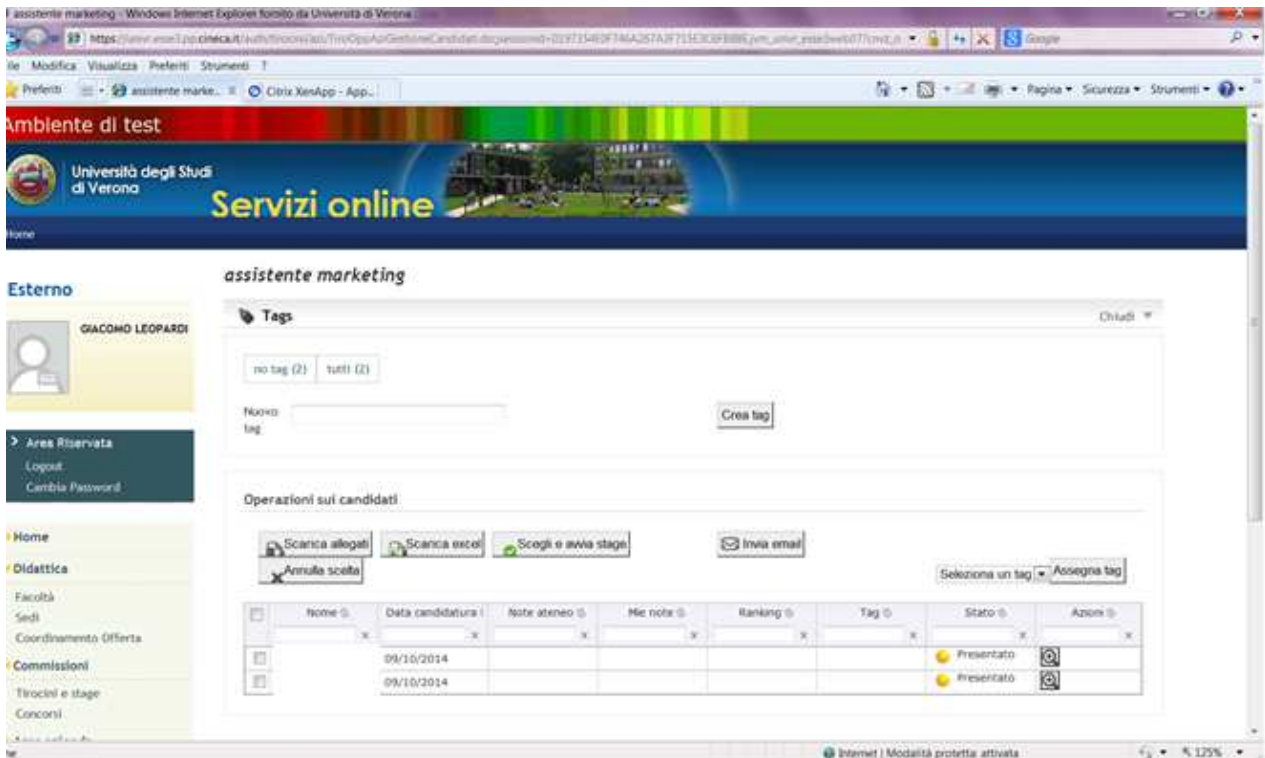 assistente marketing - Windows Internet Explorer fornito da Università di Verona
Google
Modifica Visualizza Preferiti Strumenti ?
Preferiti assistente marke... Citrix XenApp - App... Pagina Sicurezza Strumenti
Ambiente di test
Università degli Studi
di Verona
Servizi online
Home
assistente marketing
Esterno
GIACOMO LEOPARDI
Tags Chiudi
no tag (2) tutti (2)
Nuovo
tag
Crea tag
Area Riservata
Logout
Cambia Password
Operazioni sui candidati
Home
Didattica
Facoltà
Sedi
Coordinamento Offerta
Commissioni
Tirocini e stage
Concorsi
Scarica allegati Scarica excel Scegli e avvia stage Invia email
Annulla scelta
Seleziona un tag Assegna tag
Nome Data candidatura Note ateneo Mie note Ranking Tag Stato Azioni
x x x x x x x x
09/10/2014 Presentato
09/10/2014 Presentato
Internet | Modalità protetta: attivata 125%